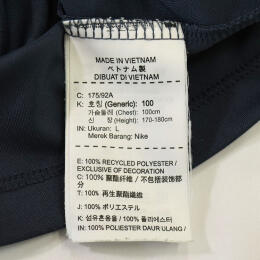 MADE IN VIETNAM
ベトナム製
DIBUAT DI VIETNAM
C: 175/92A
K: 호칭 (Generic): 100
가슴둘레 (Chest): 100cm
신 장 (Height): 170-180cm
IN: Ukuran: L
Merek Barang: Nike
E: 100% RECYCLED POLYESTER/
EXCLUSIVE OF DECORATION
C: 100% 聚酯纤维 / 不包括装饰部
分
T: 100% 再生聚酯纖維
J: 100% ポリエステル
K: 섬유혼용율 / 100% 폴리에스터
IN: 100% POLIESTER DAUR ULANG /